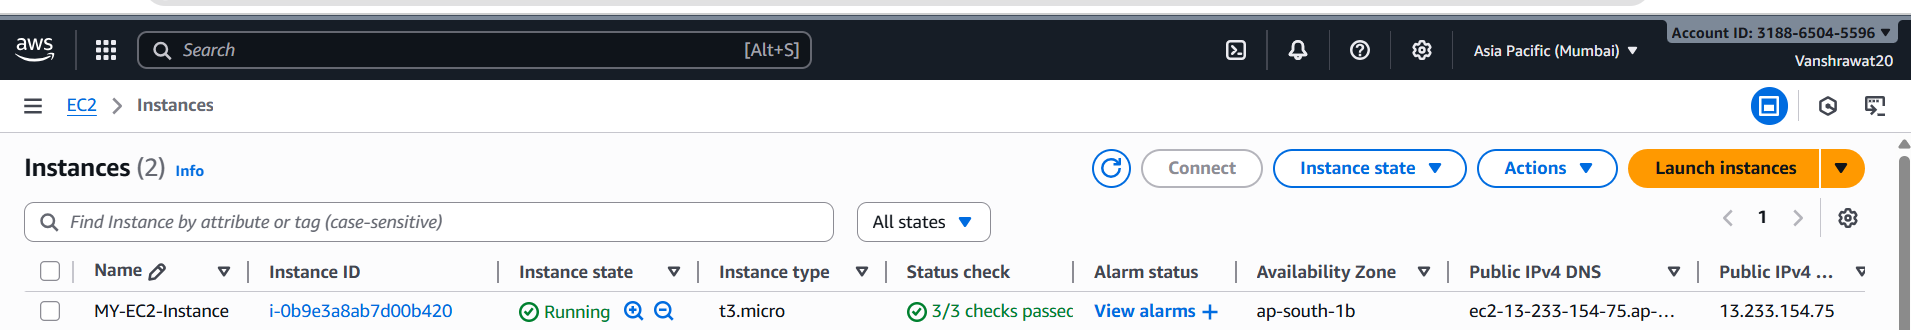 aws
Search [Alt+S]
Asia Pacific (Mumbai)
Account ID: 3188-6504-5596
Vanshrawat20
EC2 > Instances
Instances (2) Info
Connect
Instance state
Actions
Launch instances
Find Instance by attribute or tag (case-sensitive)
All states
1
Name Instance ID Instance state Instance type Status check Alarm status Availability Zone Public IPv4 DNS Public IPv4 ...
MY-EC2-Instance i-0b9e3a8ab7d00b420 Running t3.micro 3/3 checks passec View alarms + ap-south-1b ec2-13-233-154-75.ap-... 13.233.154.75